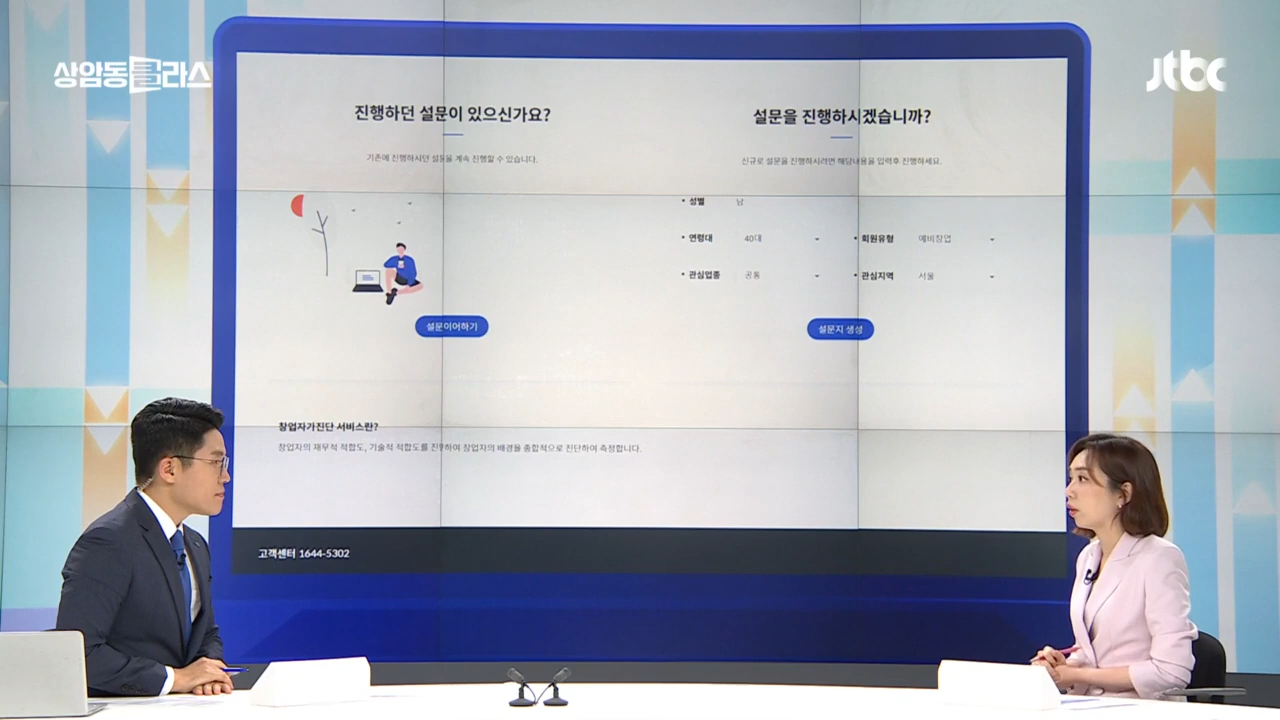 상암동클라스
jtbc
진행하던 설문이 있으신가요?
기존에 진행하시던 설문을 계속 진행할 수 있습니다.
설문이어하기
설문을 진행하시겠습니까?
신규로 설문을 진행하시려면 해당내용을 입력후 진행하세요.
• 성별 남
• 연령대 40대 • 회원유형 예비창업
• 관심업종 공통 • 관심지역 서울
설문지 생성
창업자가진단 서비스란?
창업자의 재무적 적합도, 기술적 적합도를 진행하여 창업자의 배경을 종합적으로 진단하여 측정합니다.
고객센터 1644-5302